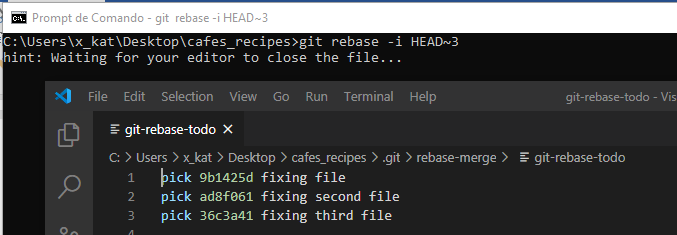 Prompt de Comando - git rebase -i HEAD~3
C:\Users\x_kat\Desktop\cafes_recipes>git rebase -i HEAD~3
hint: Waiting for your editor to close the file...
File Edit Selection View Go Run Terminal Help git-rebase-todo - Vis
git-rebase-todo
C: > Users > x_kat > Desktop > cafes_recipes > .git > rebase-merge > git-rebase-todo
1 pick 9b1425d fixing file
2 pick ad8f061 fixing second file
3 pick 36c3a41 fixing third file
4